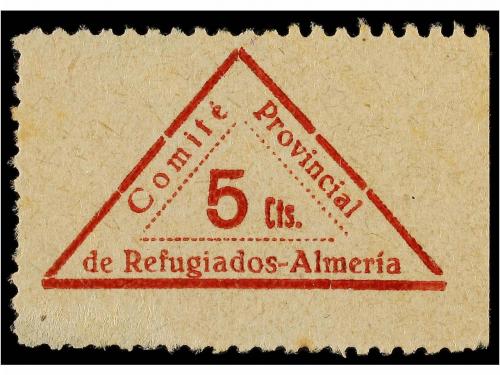 Comité Provincial
5 Cts.
de Refugiados-Almería